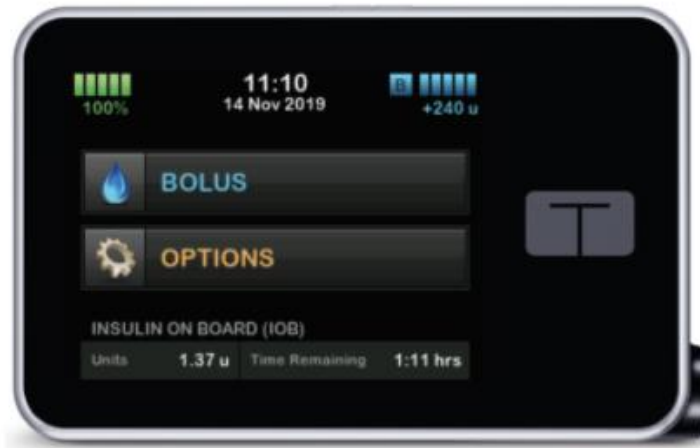 11:10
14 Nov 2019
100%
B
+240 u
BOLUS
OPTIONS
INSULIN ON BOARD (IOB)
Units 1.37 u Time Remaining 1:11 hrs